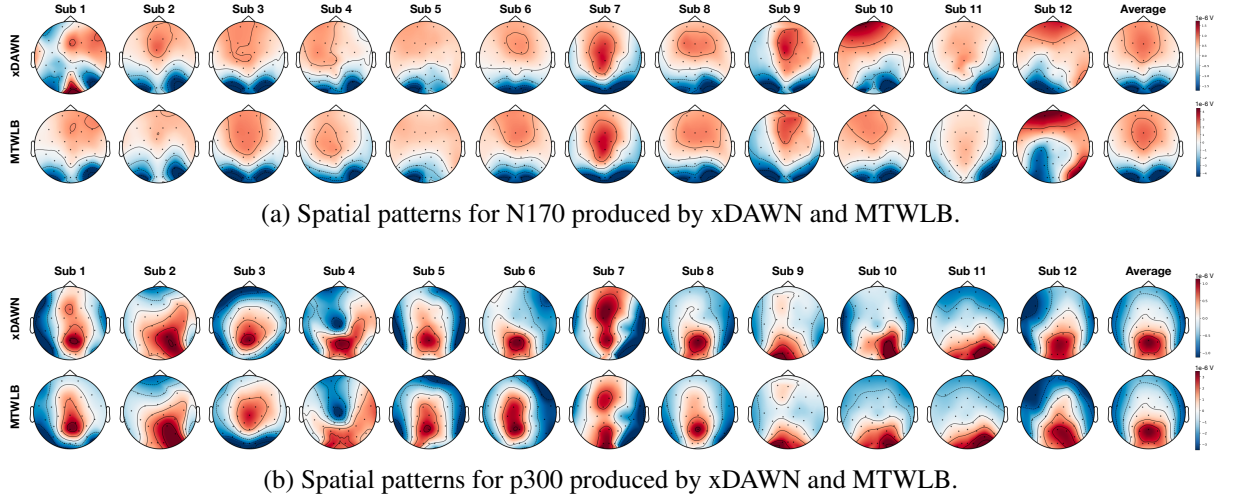 Sub 1 Sub 2 Sub 3 Sub 4 Sub 5 Sub 6 Sub 7 Sub 8 Sub 9 Sub 10 Sub 11 Sub 12 Average
1e-6 V
xDAWN
1e-6 V
MTWLB
(a) Spatial patterns for N170 produced by xDAWN and MTWLB.
Sub 1 Sub 2 Sub 3 Sub 4 Sub 5 Sub 6 Sub 7 Sub 8 Sub 9 Sub 10 Sub 11 Sub 12 Average
1e-6 V
xDAWN
1e-6 V
MTWLB
(b) Spatial patterns for p300 produced by xDAWN and MTWLB.